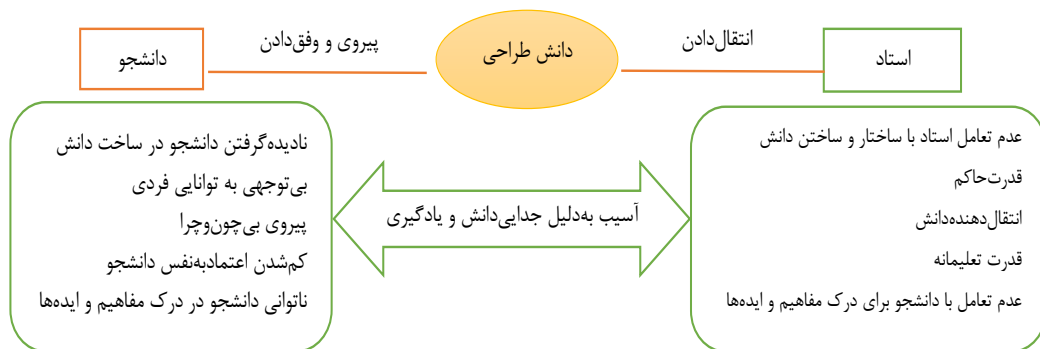 استاد
انتقال‌دادن
دانش طراحی
پیروی و وفق‌دادن
دانشجو
عدم تعامل استاد با ساختار و ساختن دانش
قدرت‌حاکم
انتقال‌دهنده‌دانش
قدرت تعلیمانه
عدم تعامل با دانشجو برای درک مفاهیم و ایده‌ها
آسیب به‌دلیل جدایی‌دانش و یادگیری
نادیده‌گرفتن دانشجو در ساخت دانش
بی‌توجهی به توانایی فردی
پیروی بی‌چون‌وچرا
کم‌شدن اعتمادبه‌نفس دانشجو
ناتوانی دانشجو در درک مفاهیم و ایده‌ها